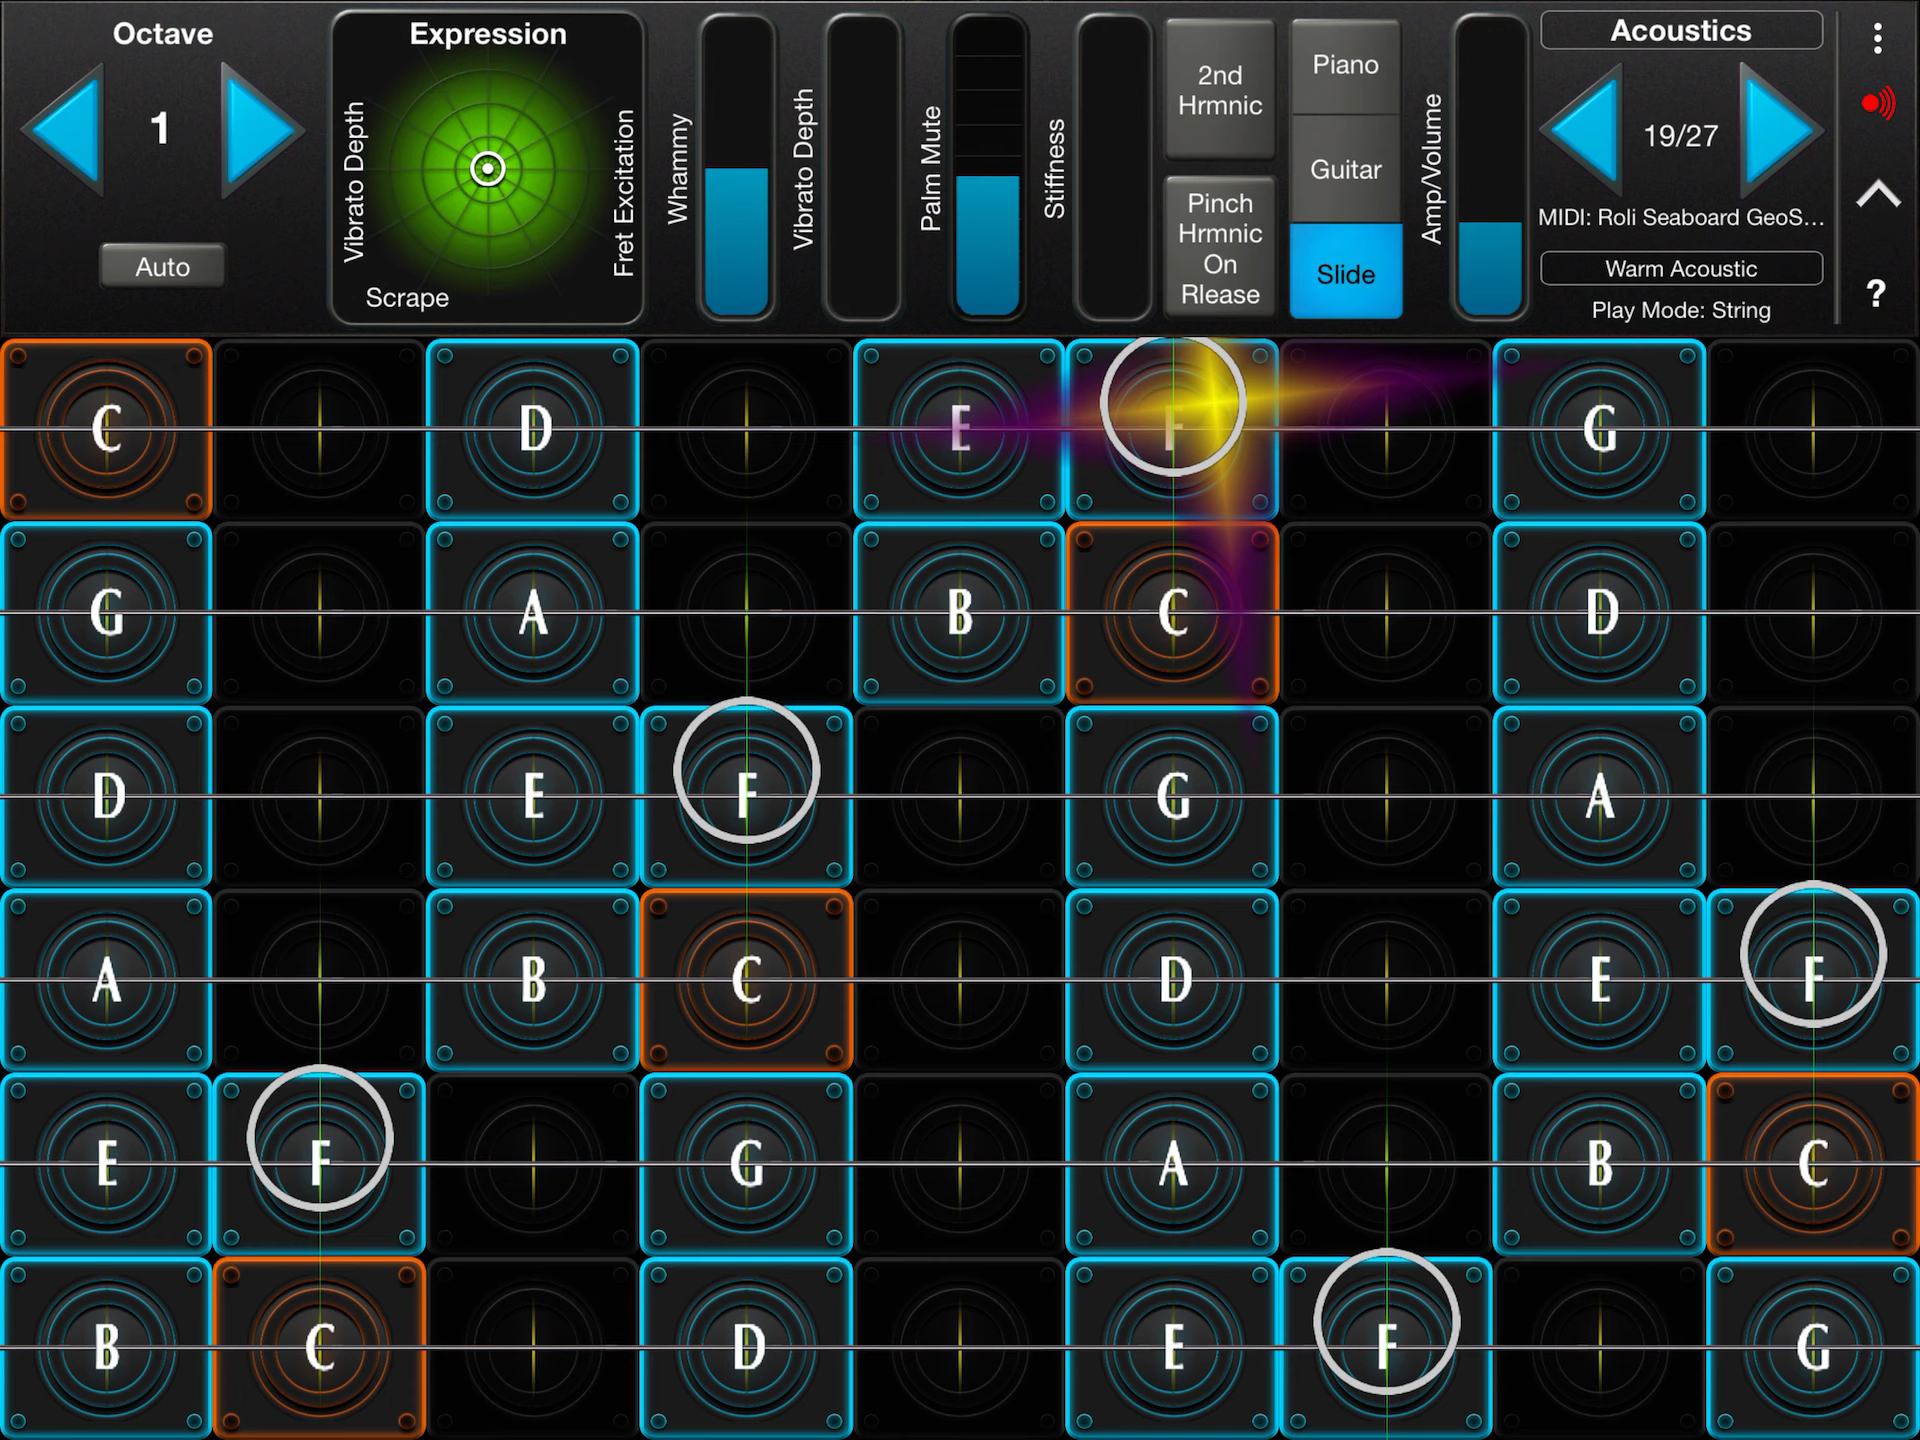 Octave
1
Auto
Expression
Vibrato Depth
Fret Excitation
Scrape
Whammy
Vibrato Depth
Palm Mute
Stiffness
2nd
Hrmnic
Pinch
Hrmnic
On
Rlease
Piano
Guitar
Slide
Amp/Volume
Acoustics
19/27
MIDI: Roli Seaboard GeoS...
Warm Acoustic
Play Mode: String
?
C D E F G
G A B C D
D E F G A
A B C D E F
E F G A B C
B C D E F G